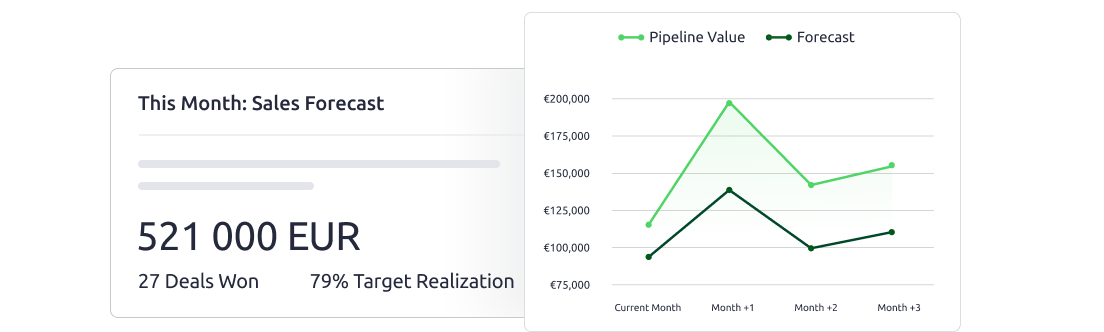 This Month: Sales Forecast
521 000 EUR
27 Deals Won 79% Target Realization
Pipeline Value Forecast
€200,000
€175,000
€150,000
€125,000
€100,000
€75,000
Current Month Month +1 Month +2 Month +3